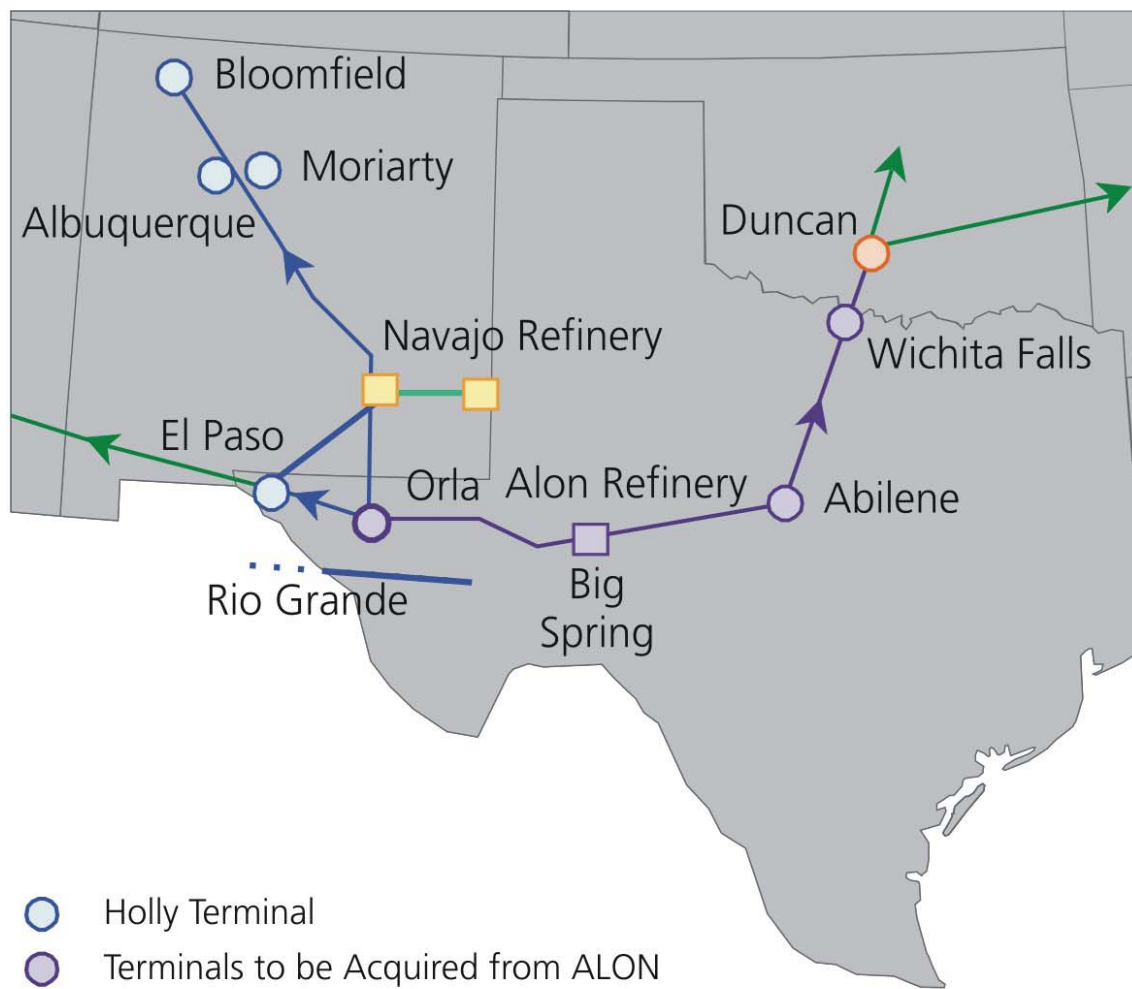 Bloomfield
Moriarty
Albuquerque
Duncan
Navajo Refinery
Wichita Falls
El Paso
Orla
Alon Refinery
Abilene
Rio Grande
Big
Spring
Holly Terminal
Terminals to be Acquired from ALON